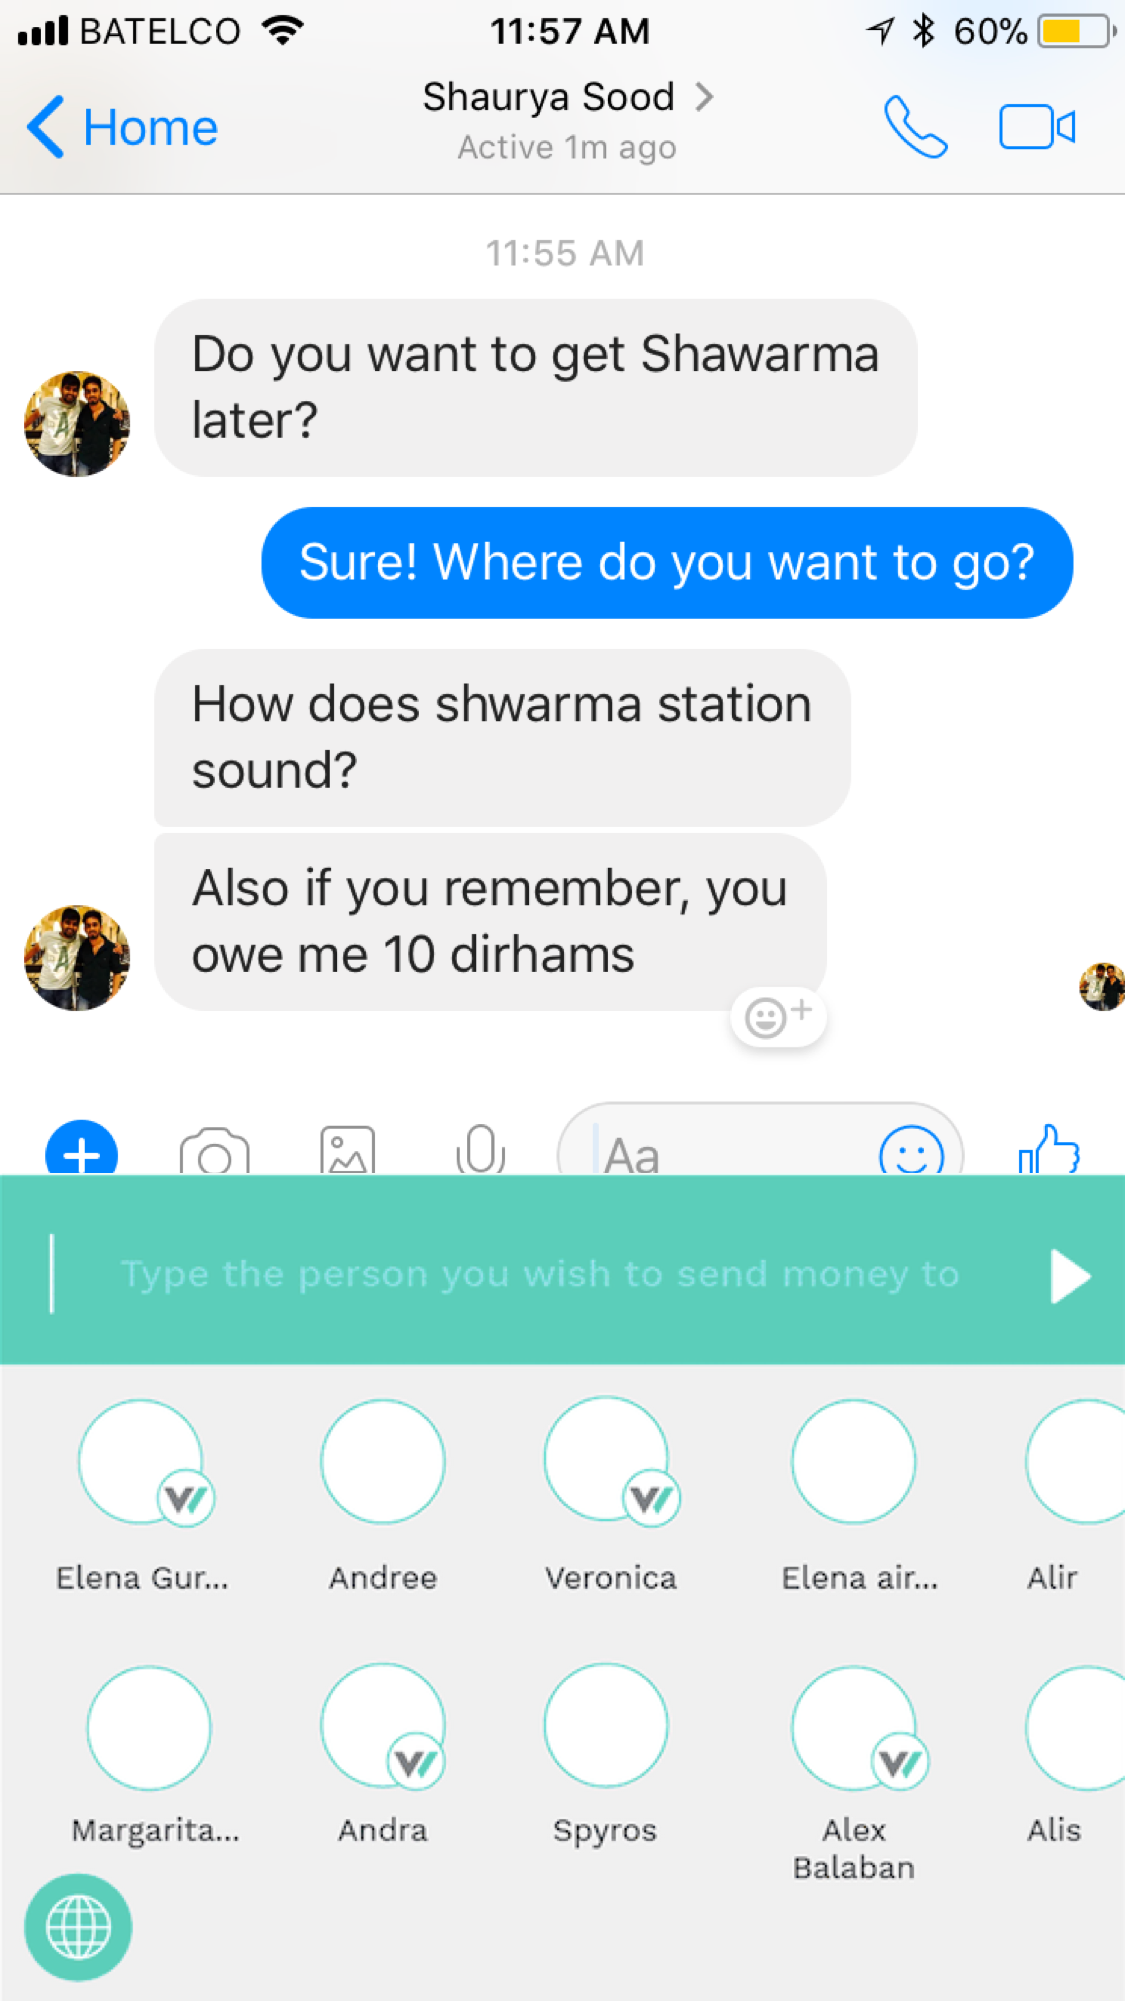 BATELCO 11:57 AM 60%
Home Shaurya Sood
Active 1m ago
11:55 AM
Do you want to get Shawarma
later?
Sure! Where do you want to go?
How does shwarma station
sound?
Also if you remember, you
owe me 10 dirhams
Aa
Type the person you wish to send money to
Elena Gur... Andree Veronica Elena air... Alir
Margarita... Andra Spyros Alex Alis
Balaban